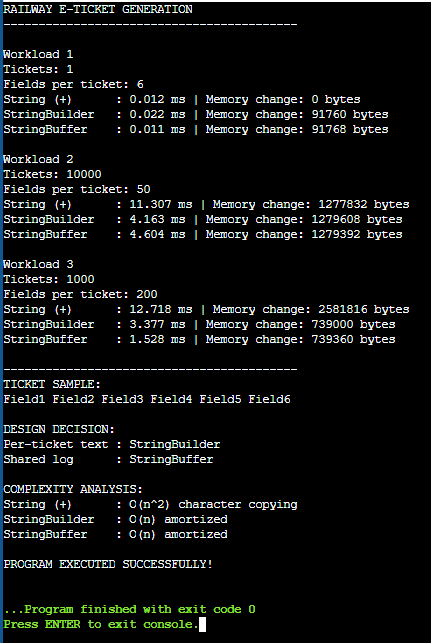 RAILWAY E-TICKET GENERATION
------------------------------------------
Workload 1
Tickets: 1
Fields per ticket: 6
String (+)      : 0.012 ms | Memory change: 0 bytes
StringBuilder   : 0.022 ms | Memory change: 91760 bytes
StringBuffer    : 0.011 ms | Memory change: 91768 bytes
Workload 2
Tickets: 10000
Fields per ticket: 50
String (+)      : 11.307 ms | Memory change: 1277832 bytes
StringBuilder   : 4.163 ms | Memory change: 1279608 bytes
StringBuffer    : 4.604 ms | Memory change: 1279392 bytes
Workload 3
Tickets: 1000
Fields per ticket: 200
String (+)      : 12.718 ms | Memory change: 2581816 bytes
StringBuilder   : 3.377 ms | Memory change: 739000 bytes
StringBuffer    : 1.528 ms | Memory change: 739360 bytes
------------------------------------------
TICKET SAMPLE:
Field1 Field2 Field3 Field4 Field5 Field6
DESIGN DECISION:
Per-ticket text : StringBuilder
Shared log      : StringBuffer
COMPLEXITY ANALYSIS:
String (+)      : O(n^2) character copying
StringBuilder   : O(n) amortized
StringBuffer    : O(n) amortized
PROGRAM EXECUTED SUCCESSFULLY!
...Program finished with exit code 0
Press ENTER to exit console.